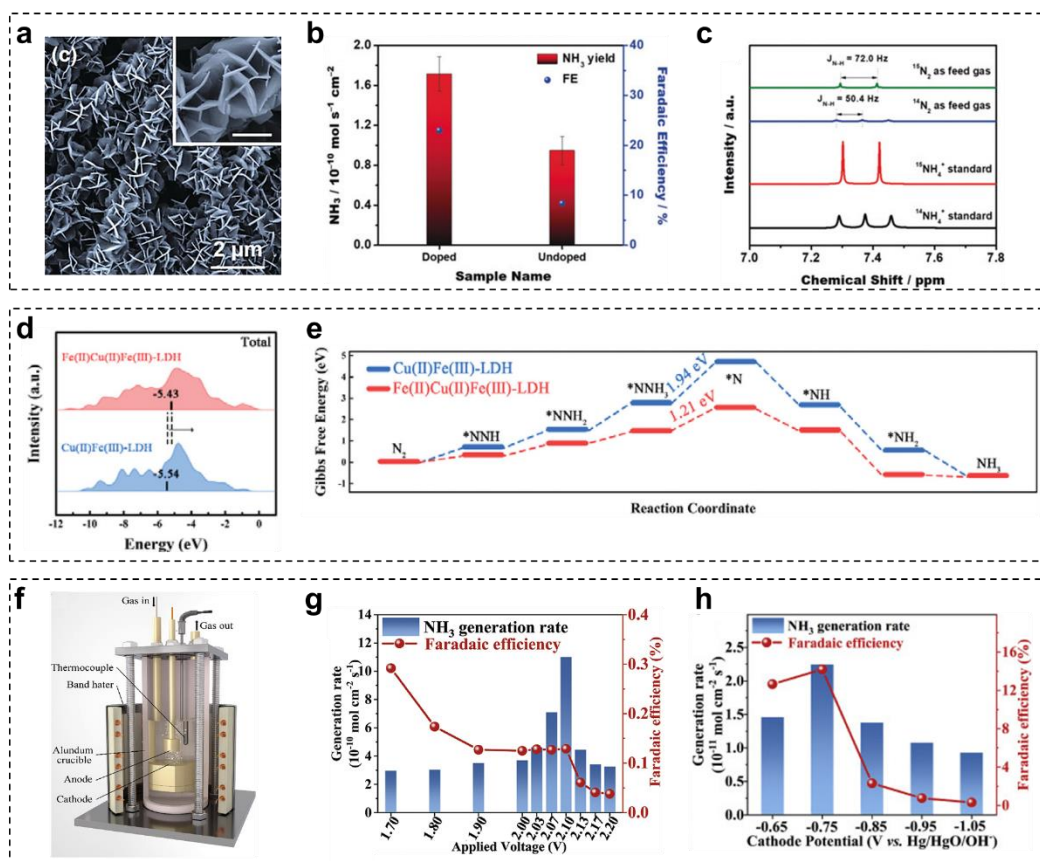 a
(c)
2 μm
b
NH₃ yield
FE
NH₃ / 10⁻¹⁰ mol s⁻¹ cm⁻²
2.0
1.6
1.2
0.8
0.4
0.0
Doped
Undoped
Sample Name
40
30
20
10
0
Faradaic Efficiency / %
c
Intensity / a.u.
J_N-H = 72.0 Hz
¹⁵N₂ as feed gas
J_N-H = 50.4 Hz
¹⁴N₂ as feed gas
¹⁵NH₄⁺ standard
¹⁴NH₄⁺ standard
7.0 7.2 7.4 7.6 7.8
Chemical Shift / ppm
d
Total
Fe(II)Cu(II)Fe(III)-LDH
-5.43
Cu(II)Fe(III)-LDH
-5.54
Intensity (a.u.)
-12 -10 -8 -6 -4 -2 0
Energy (eV)
e
Gibbs Free Energy (eV)
5
4
3
2
1
0
-1
Cu(II)Fe(III)-LDH
Fe(II)Cu(II)Fe(III)-LDH
N₂
*NNH
*NNH₂
*NNH₃
1.94 eV
1.21 eV
*N
*NH
*NH₂
NH₃
Reaction Coordinate
f
Gas in
Gas out
Thermocouple
Band hater
Alundum
crucible
Anode
Cathode
g
NH₃ generation rate
Faradaic efficiency
Generation rate
(10⁻¹⁰ mol cm⁻² s⁻¹)
14
12
10
8
6
4
2
0
1.70 1.80 1.90 2.00 2.03 2.07 2.10 2.13 2.17 2.20
Applied Voltage (V)
0.4
0.3
0.2
0.1
0.0
Faradaic efficiency (%)
h
NH₃ generation rate
Faradaic efficiency
Generation rate
(10⁻¹¹ mol cm⁻² s⁻¹)
2.5
2.0
1.5
1.0
0.5
0.0
-0.65 -0.75 -0.85 -0.95 -1.05
Cathode Potential (V vs. Hg/HgO/OH⁻)
16
12
8
4
0
Faradaic efficiency (%)